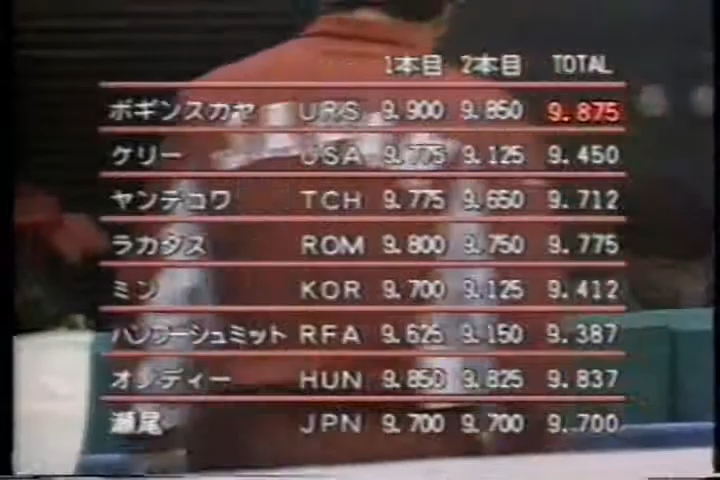 1本目 2本目 TOTAL
ボギンスカヤ URS 9.900 9.850 9.875
ケリー USA 9.775 9.125 9.450
ヤンデコワ TCH 9.775 9.650 9.712
ラカダス ROM 9.800 9.750 9.775
ミン KOR 9.700 9.125 9.412
ハンフーシュミット RFA 9.625 9.150 9.387
オノディー HUN 9.850 9.825 9.837
瀬尾 JPN 9.700 9.700 9.700